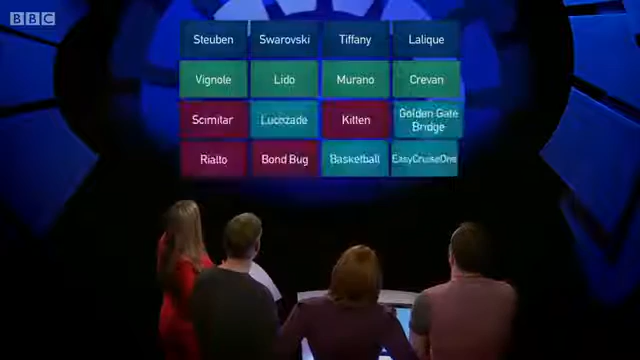 BBC
Steuben Swarovski Tiffany Lalique
Vignole Lido Murano Crevan
Scimitar Lucozade Kitten Golden Gate
Bridge
Rialto Bond Bug Basketball EasyCruiseOne